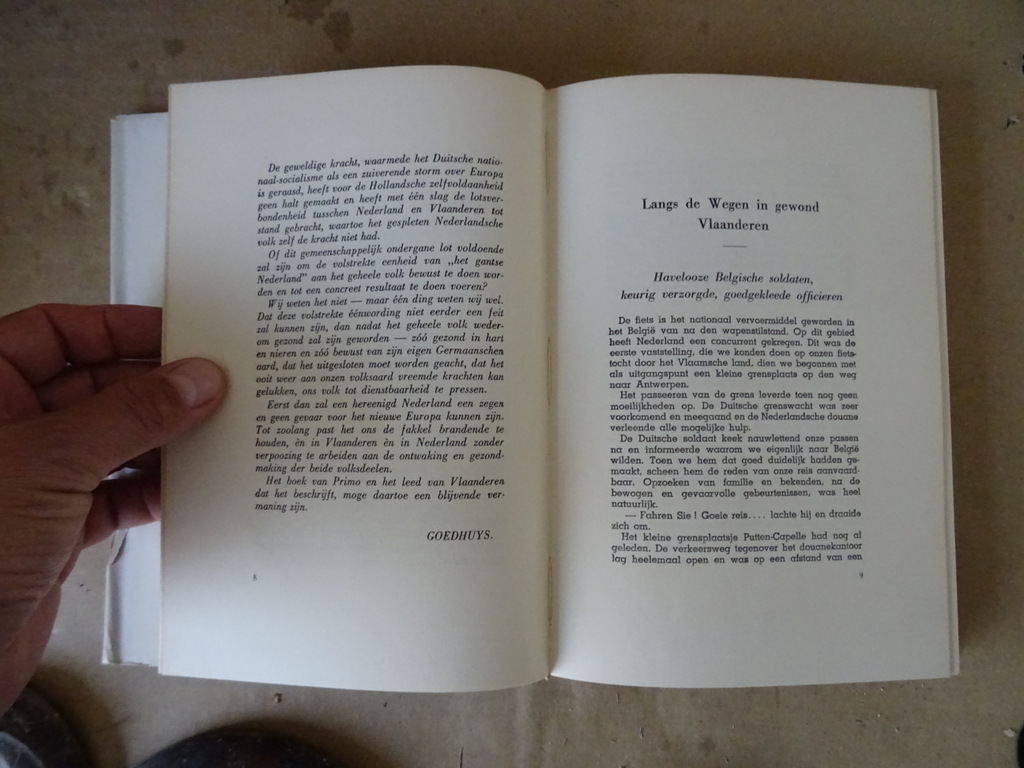 De geweldige kracht, waarmede het Duitsche natio-
naal-socialisme als een zuiverende storm over Europa
is geraasd, heeft voor de Hollandsche zelfvoldaanheid
geen halt gemaakt en heeft met één slag de lotsver-
bondenheid tusschen Nederland en Vlaanderen tot
stand gebracht, waartoe het gespleten Nederlandsche
volk zelf de kracht niet had.
Of dit gemeenschappelijk ondergane lot voldoende
zal zijn om de volstrekte eenheid van „het gantse
Nederland" aan het geheele volk bewust te doen wor-
den en tot een concreet resultaat te doen voeren?
Wij weten het niet — maar één ding weten wij wel.
Dat deze volstrekte éénwording niet eerder een feit
zal kunnen zijn, dan nadat het geheele volk weder-
om gezond zal zijn geworden — zóó gezond in hart
en nieren en zóó bewust van zijn eigen Germaanschen
aard, dat het uitgesloten moet worden geacht, dat het
ooit weer aan onzen volksaard vreemde krachten kan
gelukken, ons volk tot dienstbaarheid te pressen.
Eerst dan zal een hereenigd Nederland een zegen
en geen gevaar voor het nieuwe Europa kunnen zijn.
Tot zoolang past het ons de fakkel brandende te
houden, èn in Vlaanderen èn in Nederland zonder
verpoozing te arbeiden aan de ontwaking en gezond-
making der beide volksdeelen.
Het boek van Primo en het leed van Vlaanderen
dat het beschrijft, moge daartoe een blijvende ver-
maning zijn.
GOEDHUYS.
8
Langs de Wegen in gewond
Vlaanderen
Havelooze Belgische soldaten,
keurig verzorgde, goedgekleede officieren
De fiets is het nationaal vervoermiddel geworden in
het België van na den wapenstilstand. Op dit gebied
heeft Nederland een concurrent gekregen. Dit was de
eerste vaststelling, die we konden doen op onzen fiets-
tocht door het Vlaamsche land, dien we begonnen met
als uitgangspunt een kleine grensplaats op den weg
naar Antwerpen.
Het passeeren van de grens leverde toen nog geen
moeilijkheden op. De Duitsche grenswacht was zeer
voorkomend en meegaand en de Nederlandsche douane
verleende alle mogelijke hulp.
De Duitsche soldaat keek nauwlettend onze passen
na en informeerde waarom we eigenlijk naar België
wilden. Toen we hem dat goed duidelijk hadden ge-
maakt, scheen hem de reden van onze reis aanvaard-
baar. Opzoeken van familie en bekenden, na de
bewogen en gevaarvolle gebeurtenissen, was heel
natuurlijk.
— Fahren Sie ! Goeie reis.... lachte hij en draaide
zich om.
Het kleine grensplaatsje Putten-Capelle had nog al
geleden. De verkeersweg tegenover het douanekantoor
lag heelemaal open en was op een afstand van een
9